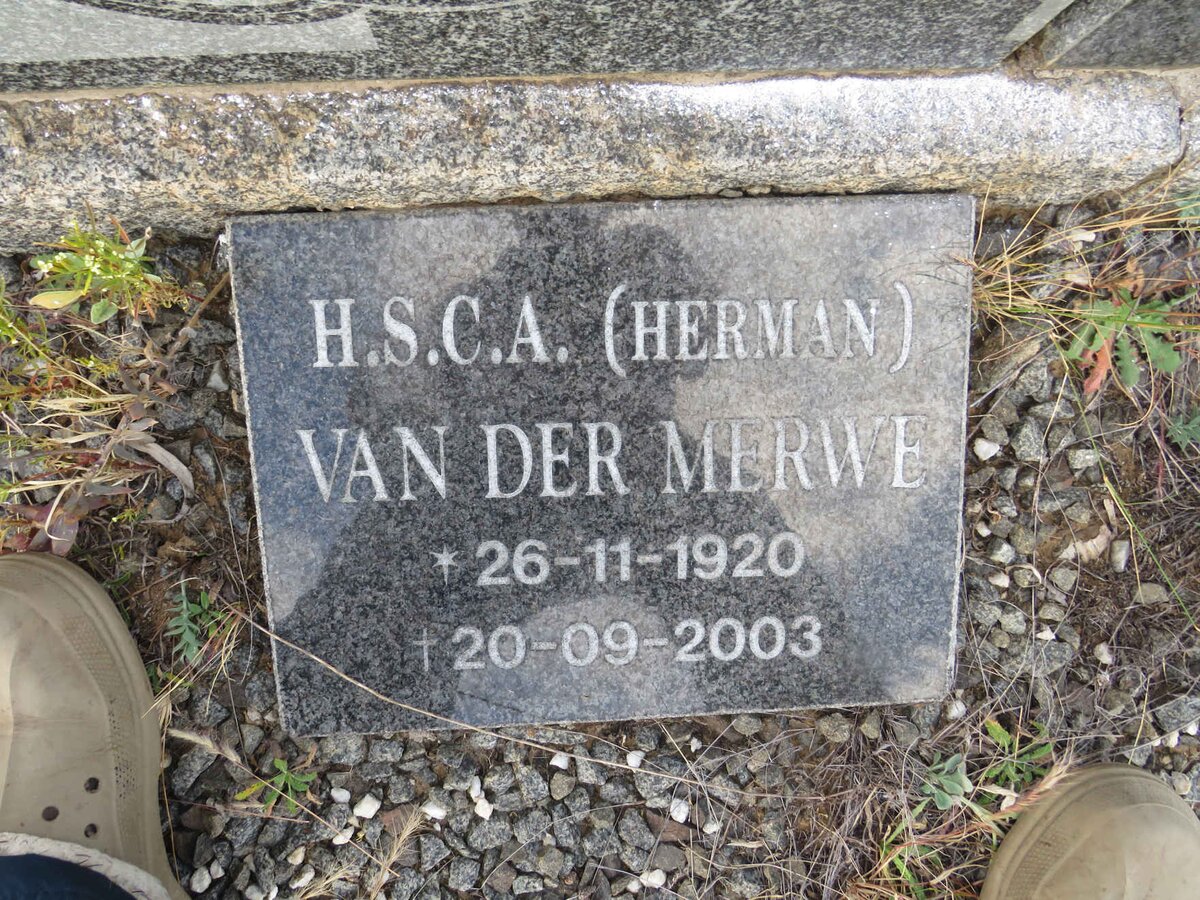 H.S.C.A. (HERMAN)
VAN DER MERWE
* 26-11-1920
† 20-09-2003